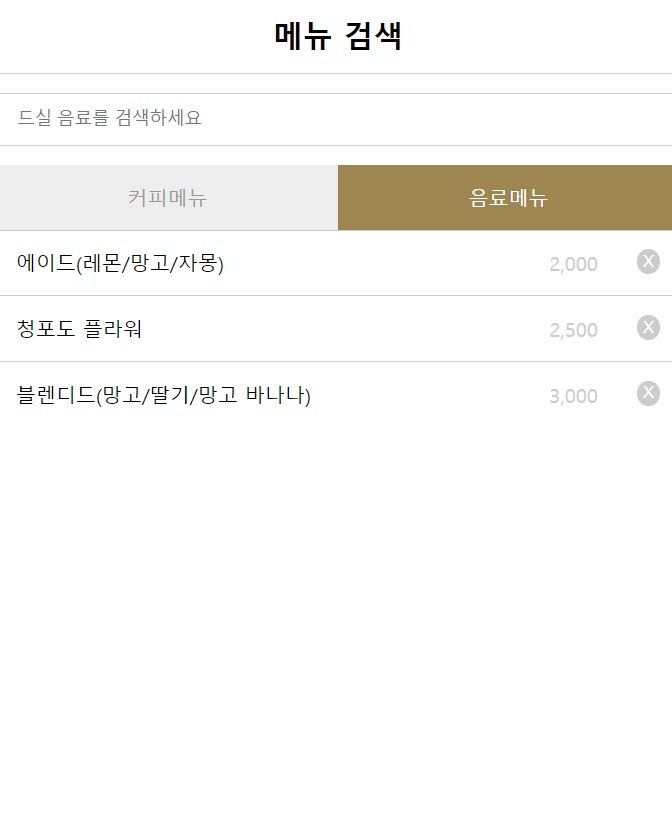 메뉴 검색
드실 음료를 검색하세요
커피메뉴 음료메뉴
에이드(레몬/망고/자몽) 2,000 X
청포도 플라워 2,500 X
블렌디드(망고/딸기/망고 바나나) 3,000 X